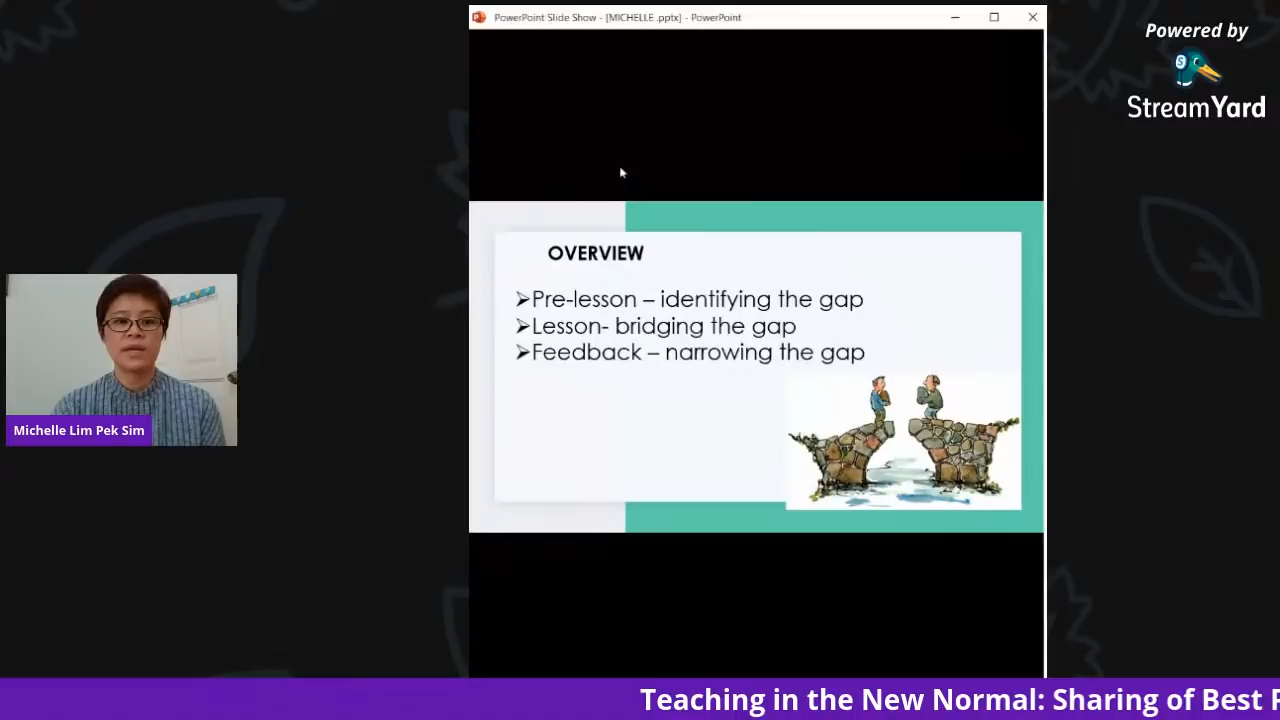 PowerPoint Slide Show - [MICHELLE .pptx] - PowerPoint
Powered by
StreamYard
OVERVIEW
➢Pre-lesson – identifying the gap
➢Lesson- bridging the gap
➢Feedback – narrowing the gap
Michelle Lim Pek Sim
Teaching in the New Normal: Sharing of Best